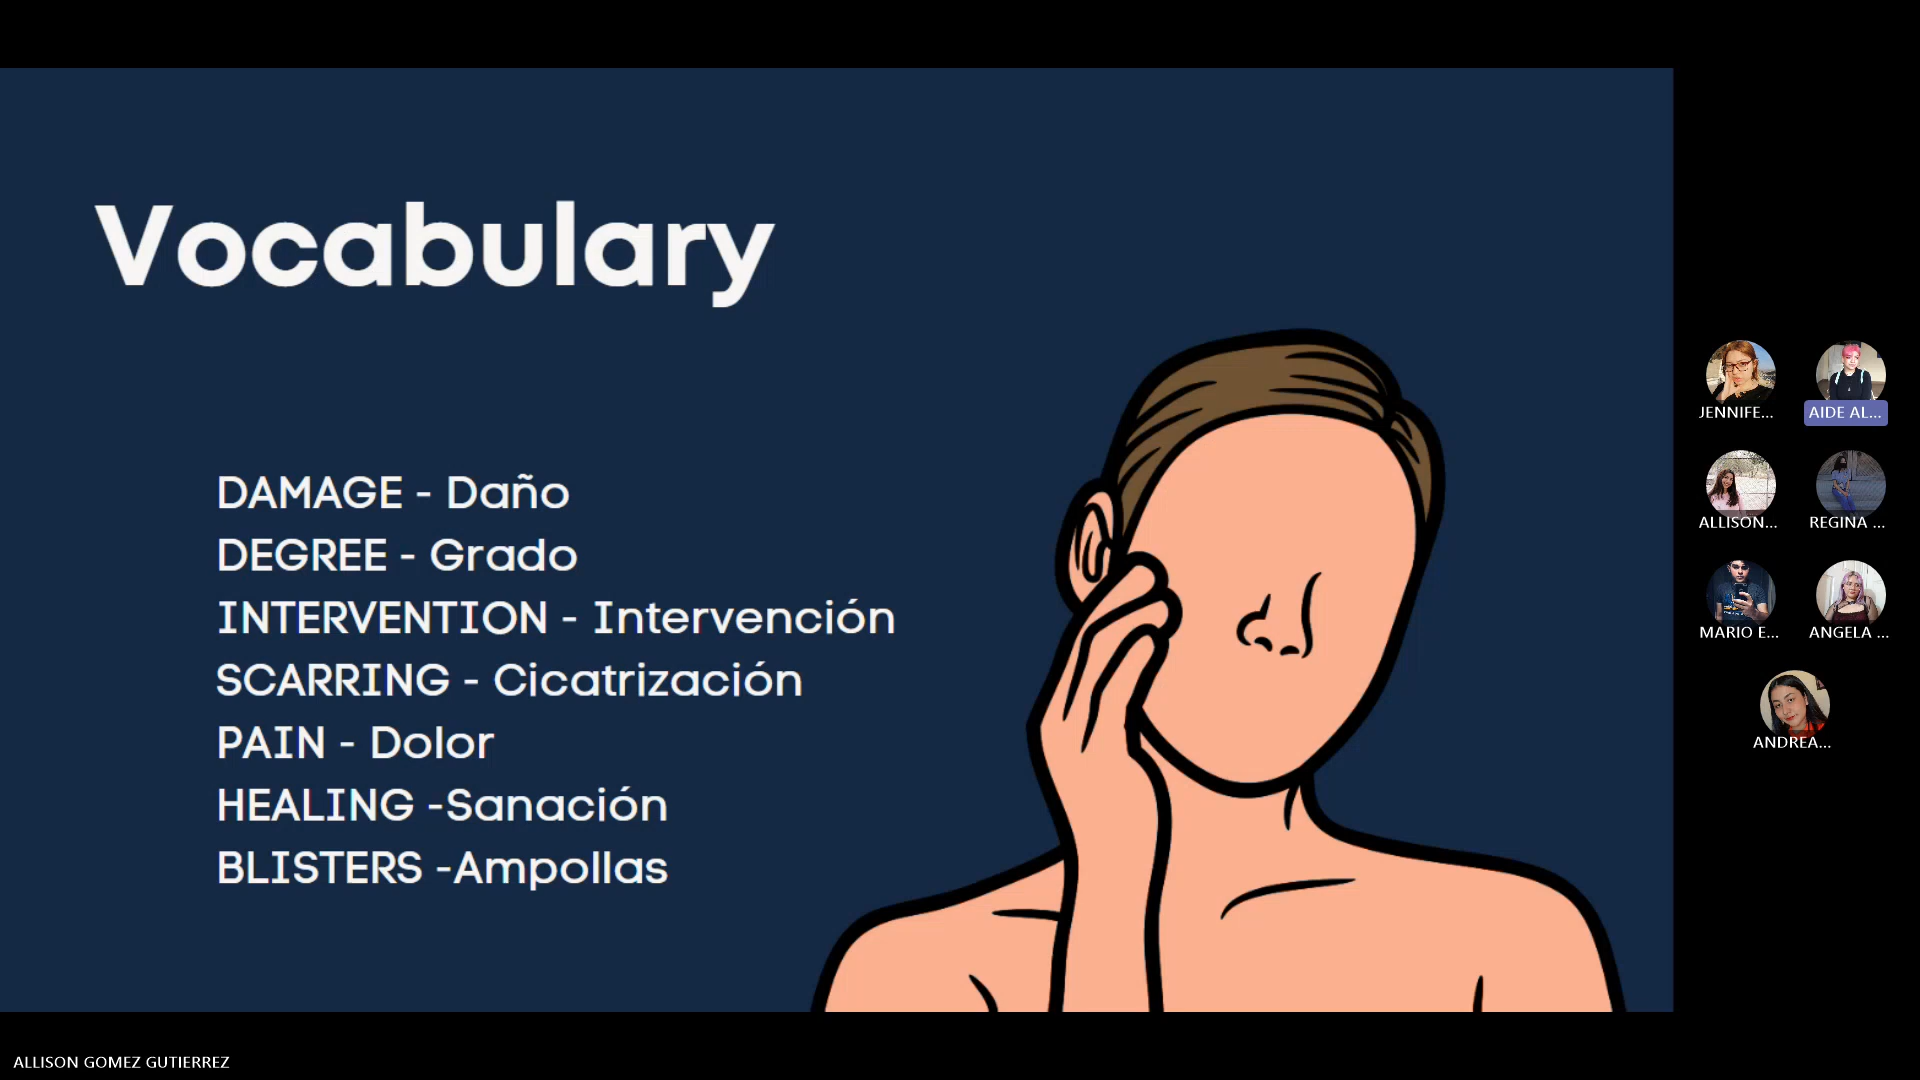 Vocabulary
DAMAGE - Daño
DEGREE - Grado
INTERVENTION - Intervención
SCARRING - Cicatrización
PAIN - Dolor
HEALING -Sanación
BLISTERS -Ampollas
JENNIFE...
AIDE AL...
ALLISON...
REGINA ...
MARIO E...
ANGELA ...
ANDREA...
ALLISON GOMEZ GUTIERREZ